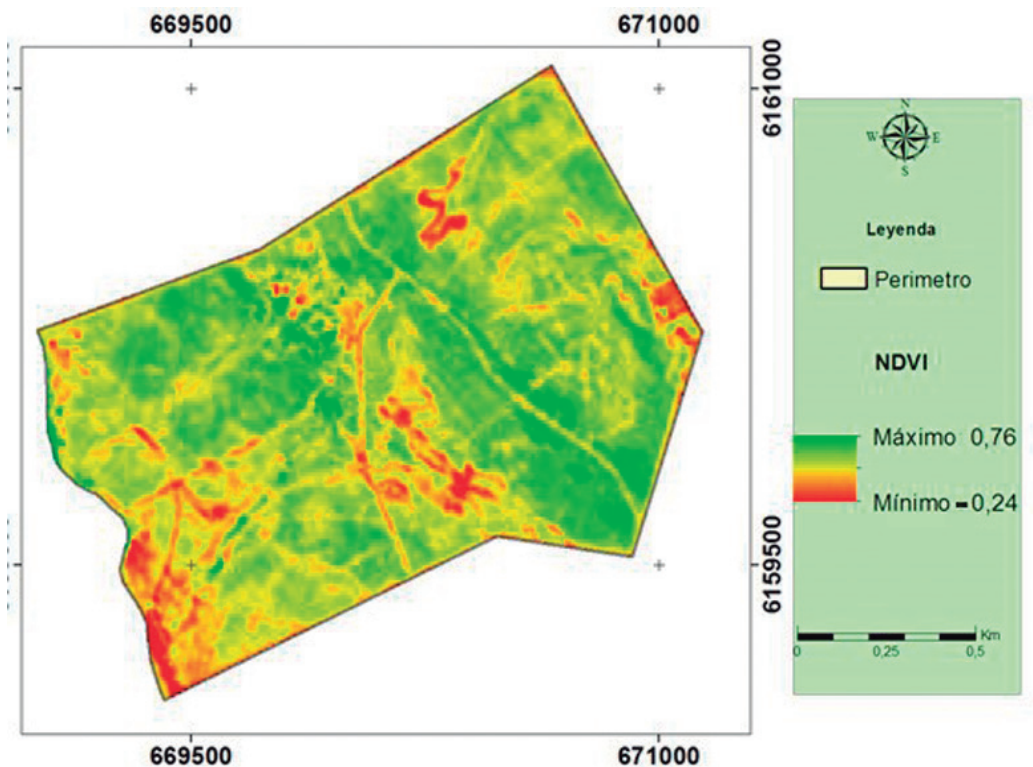 669500 671000
6161000
N
W E
S
Leyenda
Perimetro
NDVI
Máximo 0,76
Mínimo -0,24
6159500
Km
0 0,25 0,5
669500 671000